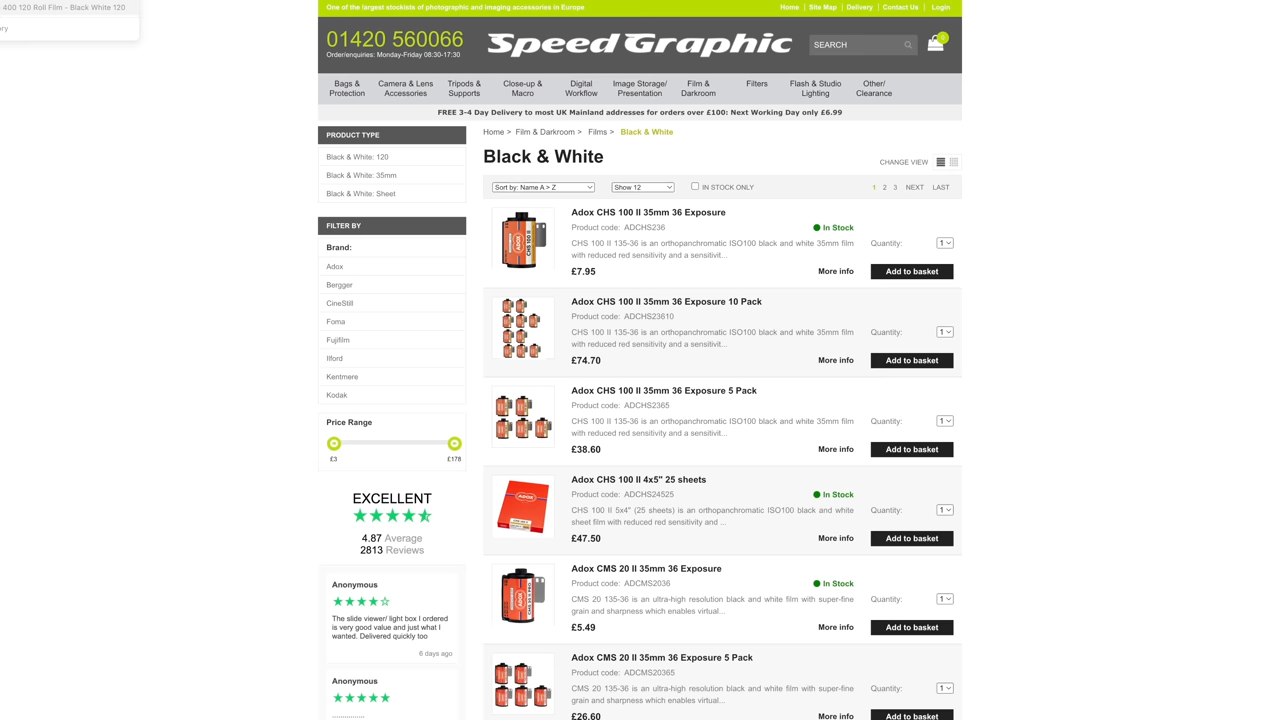 400 120 Roll Film - Black White 120
ory
One of the largest stockists of photographic and imaging accessories in Europe
Home | Site Map | Delivery | Contact Us | Login
01420 560066
Order/enquiries: Monday-Friday 08:30-17:30
Speed Graphic
SEARCH
0
Bags & Protection
Camera & Lens Accessories
Tripods & Supports
Close-up & Macro
Digital Workflow
Image Storage/ Presentation
Film & Darkroom
Filters
Flash & Studio Lighting
Other/ Clearance
FREE 3-4 Day Delivery to most UK Mainland addresses for orders over £100: Next Working Day only £6.99
PRODUCT TYPE
Black & White: 120
Black & White: 35mm
Black & White: Sheet
FILTER BY
Brand:
Adox
Bergger
CineStill
Foma
Fujifilm
Ilford
Kentmere
Kodak
Price Range
£3 £178
EXCELLENT
4.87 Average
2813 Reviews
Anonymous
The slide viewer/ light box I ordered
is very good value and just what I
wanted. Delivered quickly too
6 days ago
Anonymous
................
Home > Film & Darkroom > Films > Black & White
Black & White
CHANGE VIEW
Sort by: Name A > Z
Show 12
IN STOCK ONLY
1 2 3 NEXT LAST
Adox CHS 100 II 35mm 36 Exposure
Product code: ADCHS236
In Stock
CHS 100 II 135-36 is an orthopanchromatic ISO100 black and white 35mm film
with reduced red sensitivity and a sensitivit...
Quantity: 1
£7.95
More info
Add to basket
Adox CHS 100 II 35mm 36 Exposure 10 Pack
Product code: ADCHS23610
CHS 100 II 135-36 is an orthopanchromatic ISO100 black and white 35mm film
with reduced red sensitivity and a sensitivit...
Quantity: 1
£74.70
More info
Add to basket
Adox CHS 100 II 35mm 36 Exposure 5 Pack
Product code: ADCHS2365
CHS 100 II 135-36 is an orthopanchromatic ISO100 black and white 35mm film
with reduced red sensitivity and a sensitivit...
Quantity: 1
£38.60
More info
Add to basket
Adox CHS 100 II 4x5" 25 sheets
Product code: ADCHS24525
In Stock
CHS 100 II 5x4" (25 sheets) is an orthopanchromatic ISO100 black and white
sheet film with reduced red sensitivity and ...
Quantity: 1
£47.50
More info
Add to basket
Adox CMS 20 II 35mm 36 Exposure
Product code: ADCMS2036
In Stock
CMS 20 135-36 is an ultra-high resolution black and white film with super-fine
grain and sharpness which enables virtual...
Quantity: 1
£5.49
More info
Add to basket
Adox CMS 20 II 35mm 36 Exposure 5 Pack
Product code: ADCMS20365
CMS 20 135-36 is an ultra-high resolution black and white film with super-fine
grain and sharpness which enables virtual...
Quantity: 1
£26.60
More info
Add to basket